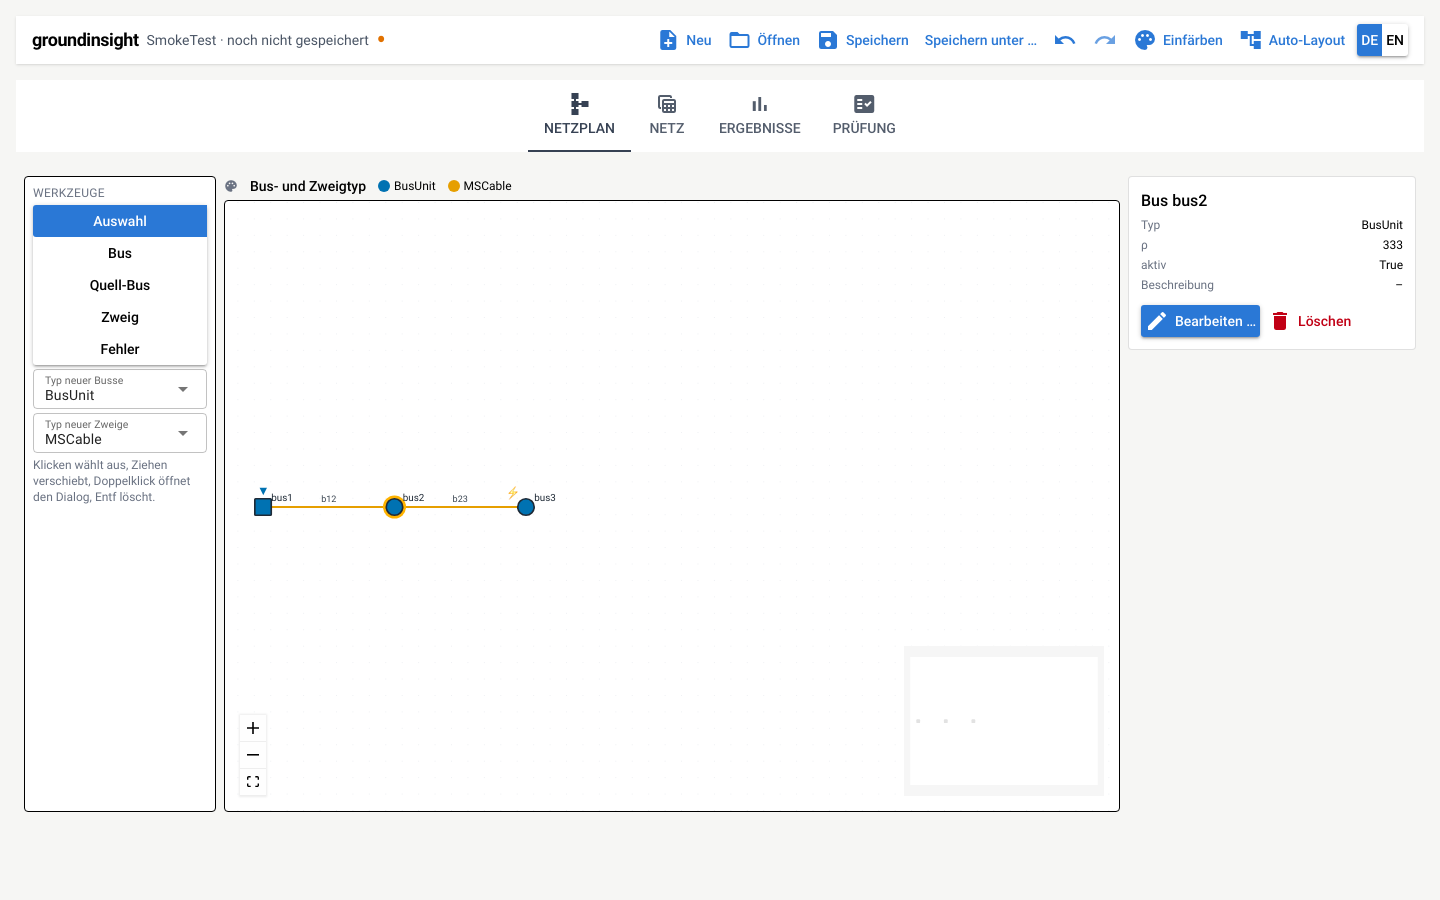 groundinsight SmokeTest · noch nicht gespeichert
Neu
Öffnen
Speichern
Speichern unter ...
Einfärben
Auto-Layout
DE EN
NETZPLAN
NETZ
ERGEBNISSE
PRÜFUNG
WERKZEUGE
Auswahl
Bus
Quell-Bus
Zweig
Fehler
Typ neuer Busse
BusUnit
Typ neuer Zweige
MSCable
Klicken wählt aus, Ziehen
verschiebt, Doppelklick öffnet
den Dialog, Entf löscht.
Bus- und Zweigtyp BusUnit MSCable
bus1 b12 bus2 b23 bus3
Bus bus2
Typ BusUnit
ρ 333
aktiv True
Beschreibung –
Bearbeiten ...
Löschen